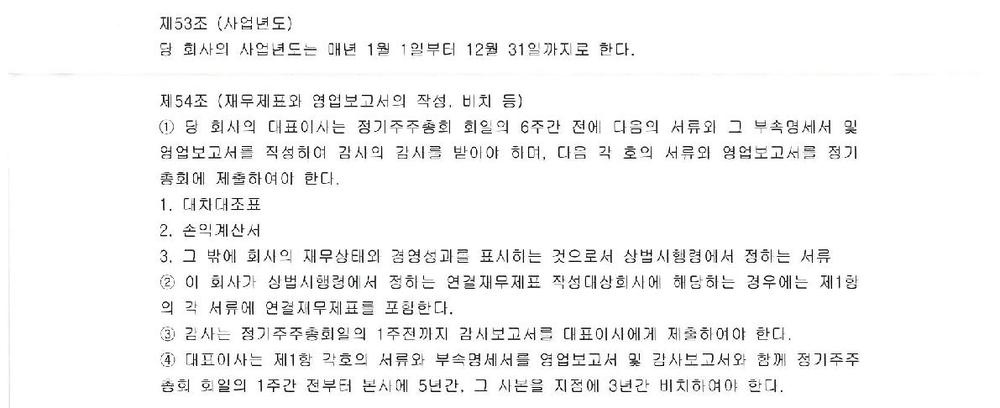 제53조 (사업년도)
당 회사의 사업년도는 매년 1월 1일부터 12월 31일까지로 한다.
제54조 (재무제표와 영업보고서의 작성, 비치 등)
① 당 회사의 대표이사는 정기주주총회 회일의 6주간 전에 다음의 서류와 그 부속명세서 및
영업보고서를 작성하여 감사의 감사를 받아야 하며, 다음 각 호의 서류와 영업보고서를 정기
총회에 제출하여야 한다.
1. 대차대조표
2. 손익계산서
3. 그 밖에 회사의 재무상태와 경영성과를 표시하는 것으로서 상법시행령에서 정하는 서류
② 이 회사가 상법시행령에서 정하는 연결재무제표 작성대상회사에 해당하는 경우에는 제1항
의 각 서류에 연결재무제표를 포함한다.
③ 감사는 정기주주총회일의 1주전까지 감사보고서를 대표이사에게 제출하여야 한다.
④ 대표이사는 제1항 각호의 서류와 부속명세서를 영업보고서 및 감사보고서와 함께 정기주주
총회 회일의 1주간 전부터 본사에 5년간, 그 사본을 지점에 3년간 비치하여야 한다.